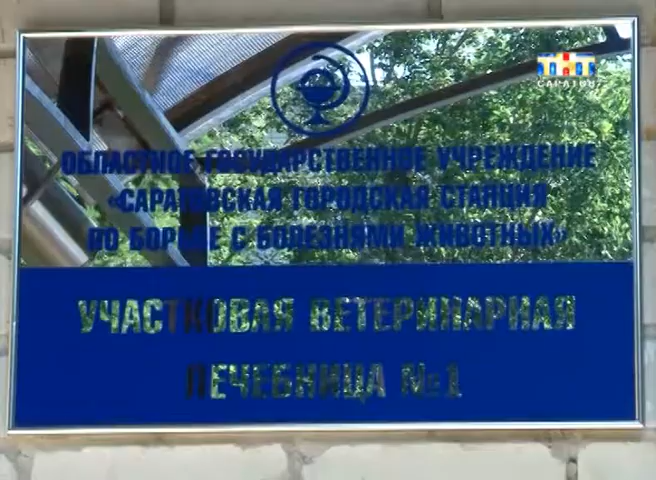 ТНТ
САРАТОВ
ОБЛАСТНОЕ ГОСУДАРСТВЕННОЕ УЧРЕЖДЕНИЕ
«САРАТОВСКАЯ ГОРОДСКАЯ СТАНЦИЯ
ПО БОРЬБЕ С БОЛЕЗНЯМИ ЖИВОТНЫХ»
УЧАСТКОВАЯ ВЕТЕРИНАРНАЯ
ЛЕЧЕБНИЦА №1